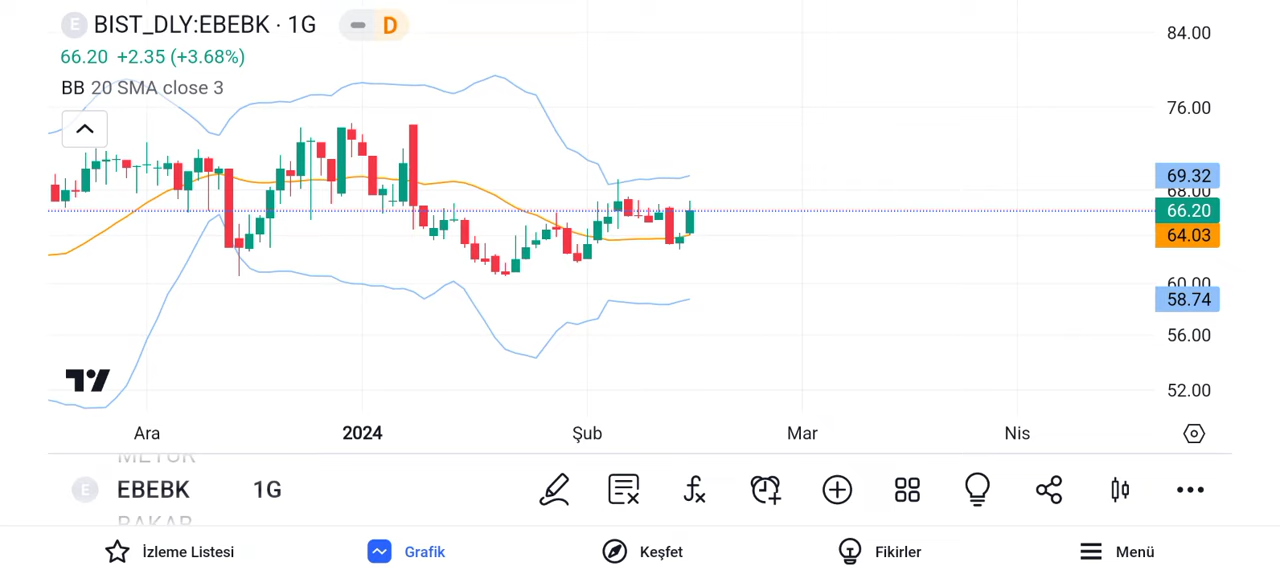 E BIST_DLY:EBEBK · 1G D
66.20 +2.35 (+3.68%)
BB 20 SMA close 3
84.00
76.00
69.32
68.00
66.20
64.03
60.00
58.74
56.00
52.00
Ara 2024 Şub Mar Nis
METUR
E EBEBK 1G
BAKAB
İzleme Listesi Grafik Keşfet Fikirler Menü